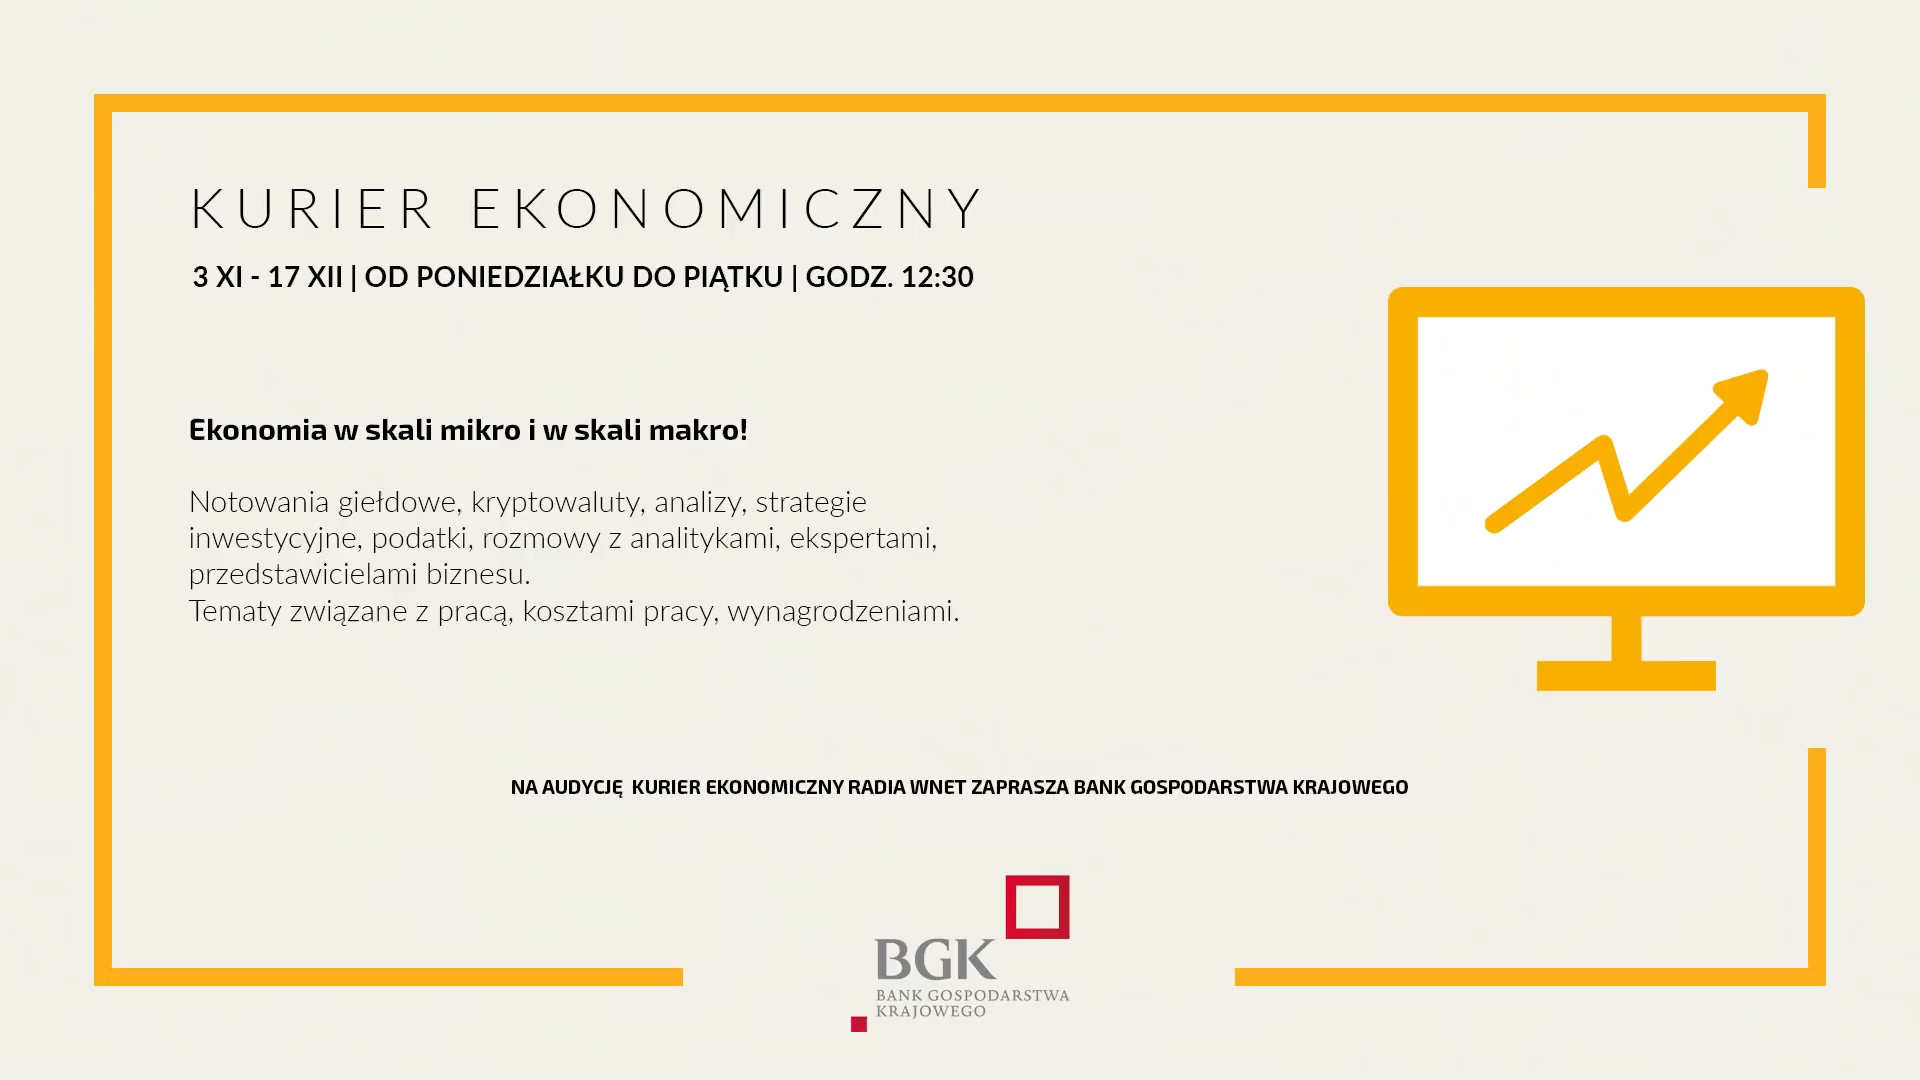 KURIER EKONOMICZNY
3 XI - 17 XII | OD PONIEDZIAŁKU DO PIĄTKU | GODZ. 12:30
Ekonomia w skali mikro i w skali makro!
Notowania giełdowe, kryptowaluty, analizy, strategie
inwestycyjne, podatki, rozmowy z analitykami, ekspertami,
przedstawicielami biznesu.
Tematy związane z pracą, kosztami pracy, wynagrodzeniami.
NA AUDYCJĘ KURIER EKONOMICZNY RADIA WNET ZAPRASZA BANK GOSPODARSTWA KRAJOWEGO
BGK
BANK GOSPODARSTWA
KRAJOWEGO